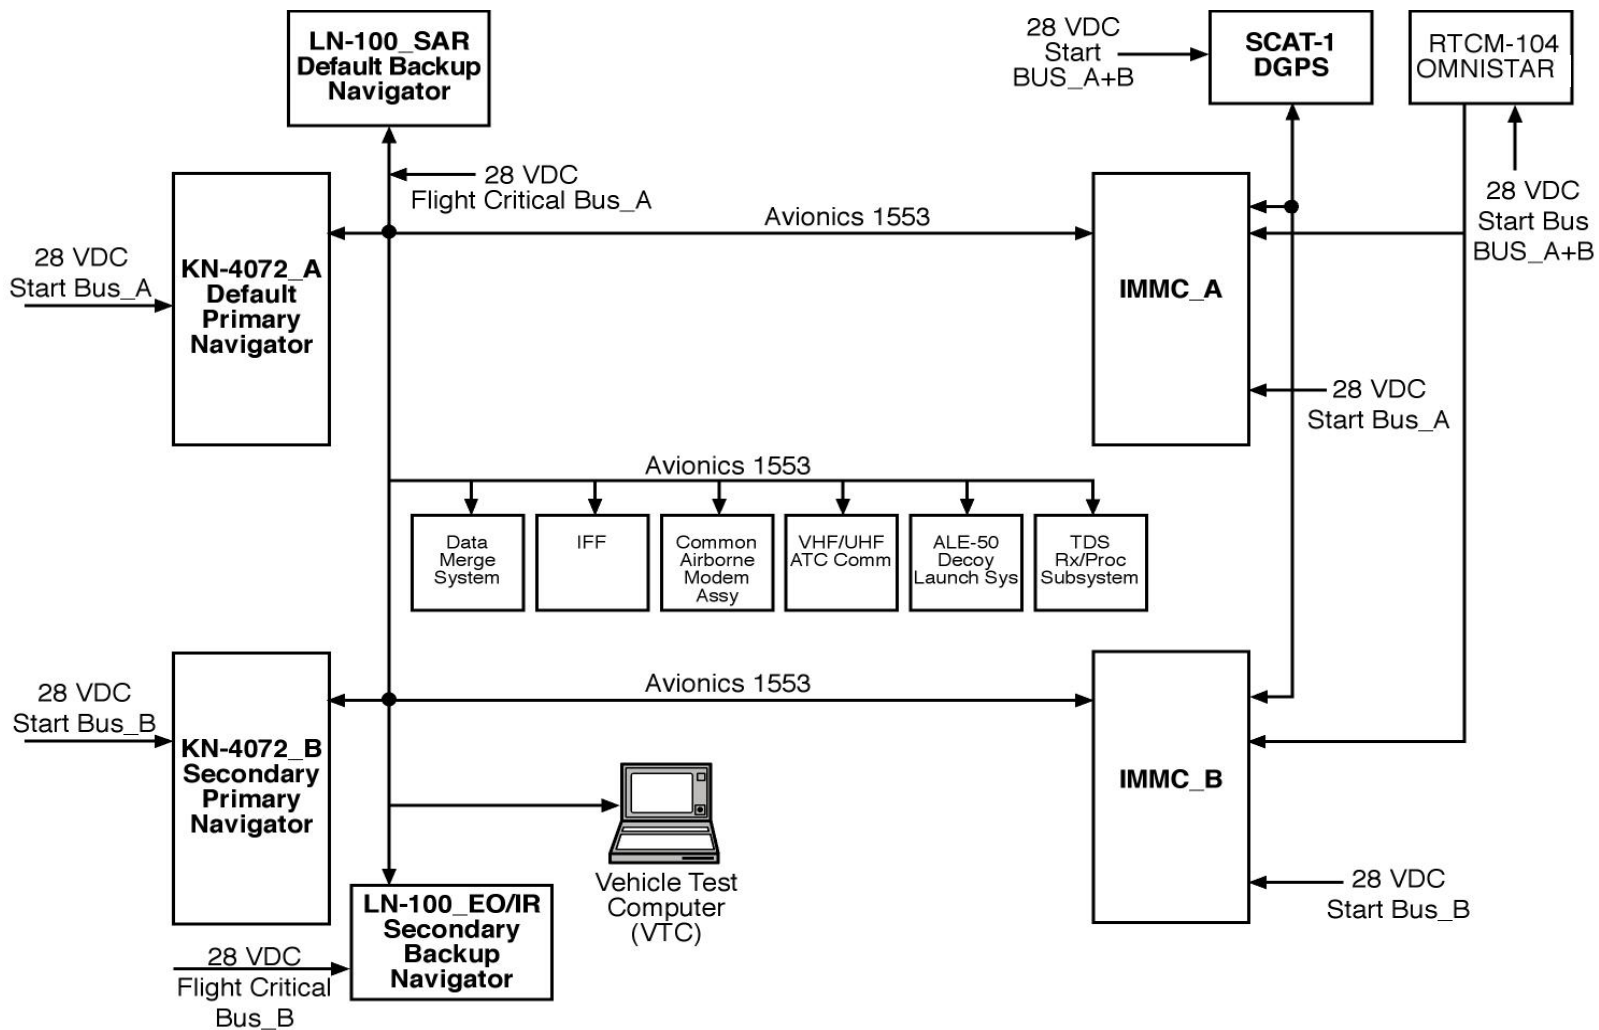 LN-100_SAR
Default Backup
Navigator
28 VDC
Start
BUS_A+B
SCAT-1
DGPS
RTCM-104
OMNISTAR
28 VDC
Flight Critical Bus_A
28 VDC
Start Bus
BUS_A+B
Avionics 1553
28 VDC
Start Bus_A
KN-4072_A
Default
Primary
Navigator
IMMC_A
28 VDC
Start Bus_A
Avionics 1553
Data
Merge
System
IFF
Common
Airborne
Modem
Assy
VHF/UHF
ATC Comm
ALE-50
Decoy
Launch Sys
TDS
Rx/Proc
Subsystem
Avionics 1553
28 VDC
Start Bus_B
KN-4072_B
Secondary
Primary
Navigator
IMMC_B
Vehicle Test
Computer
(VTC)
28 VDC
Start Bus_B
LN-100_EO/IR
Secondary
Backup
Navigator
28 VDC
Flight Critical
Bus_B